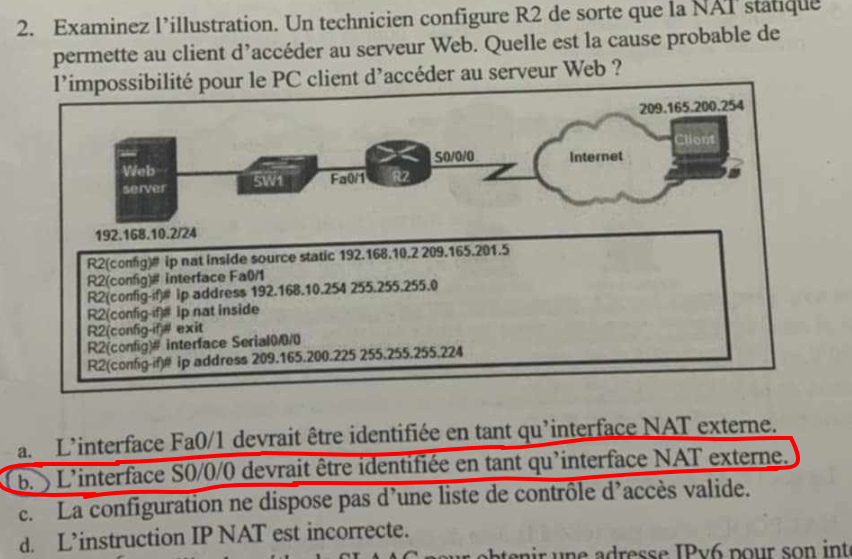 2. Examinez l'illustration. Un technicien configure R2 de sorte que la NAT statique
permette au client d'accéder au serveur Web. Quelle est la cause probable de
l'impossibilité pour le PC client d'accéder au serveur Web ?
209.165.200.254
Client
Web
server
SW1
Fa0/1
R2
S0/0/0
Internet
192.168.10.2/24
R2(config)# ip nat inside source static 192.168.10.2 209.165.201.5
R2(config)# interface Fa0/1
R2(config-if)# ip address 192.168.10.254 255.255.255.0
R2(config-if)# ip nat inside
R2(config-if)# exit
R2(config)# interface Serial0/0/0
R2(config-if)# ip address 209.165.200.225 255.255.255.224
a. L'interface Fa0/1 devrait être identifiée en tant qu'interface NAT externe.
b. L'interface S0/0/0 devrait être identifiée en tant qu'interface NAT externe.
c. La configuration ne dispose pas d'une liste de contrôle d'accès valide.
d. L'instruction IP NAT est incorrecte.
SLAAC pour obtenir une adresse IPv6 pour son